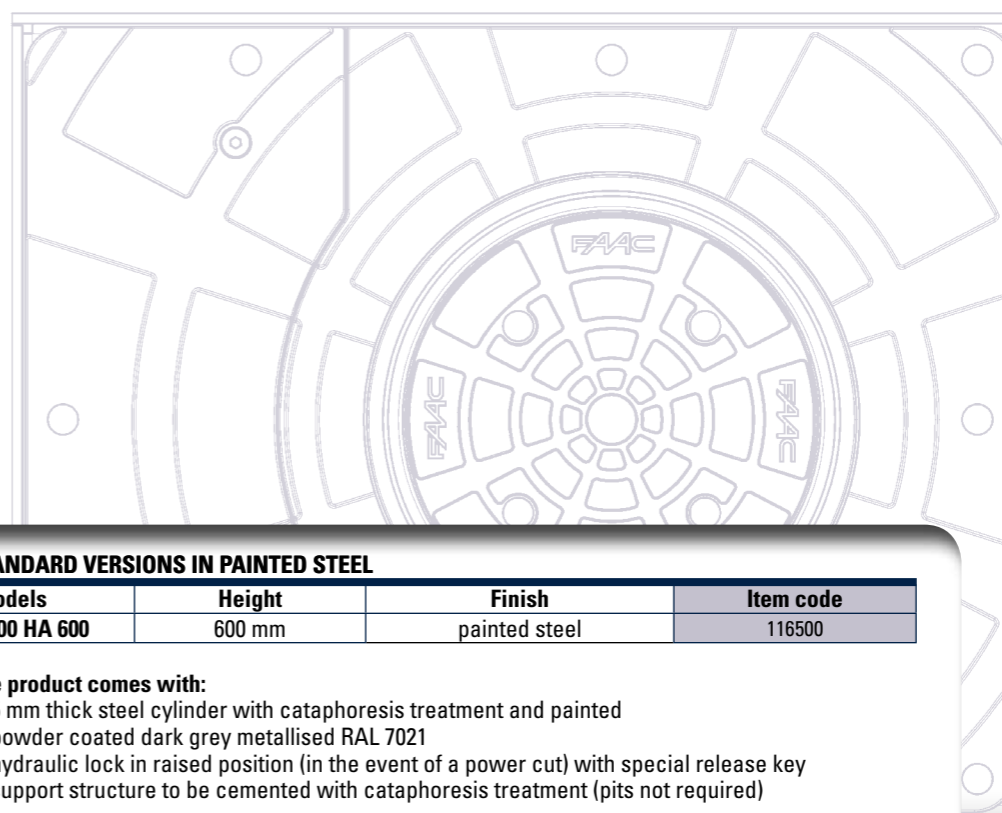 FAAC
FAAC
FAAC
ANDARD VERSIONS IN PAINTED STEEL
odels Height Finish Item code
00 HA 600 600 mm painted steel 116500
e product comes with:
mm thick steel cylinder with cataphoresis treatment and painted
powder coated dark grey metallised RAL 7021
hydraulic lock in raised position (in the event of a power cut) with special release key
support structure to be cemented with cataphoresis treatment (pits not required)